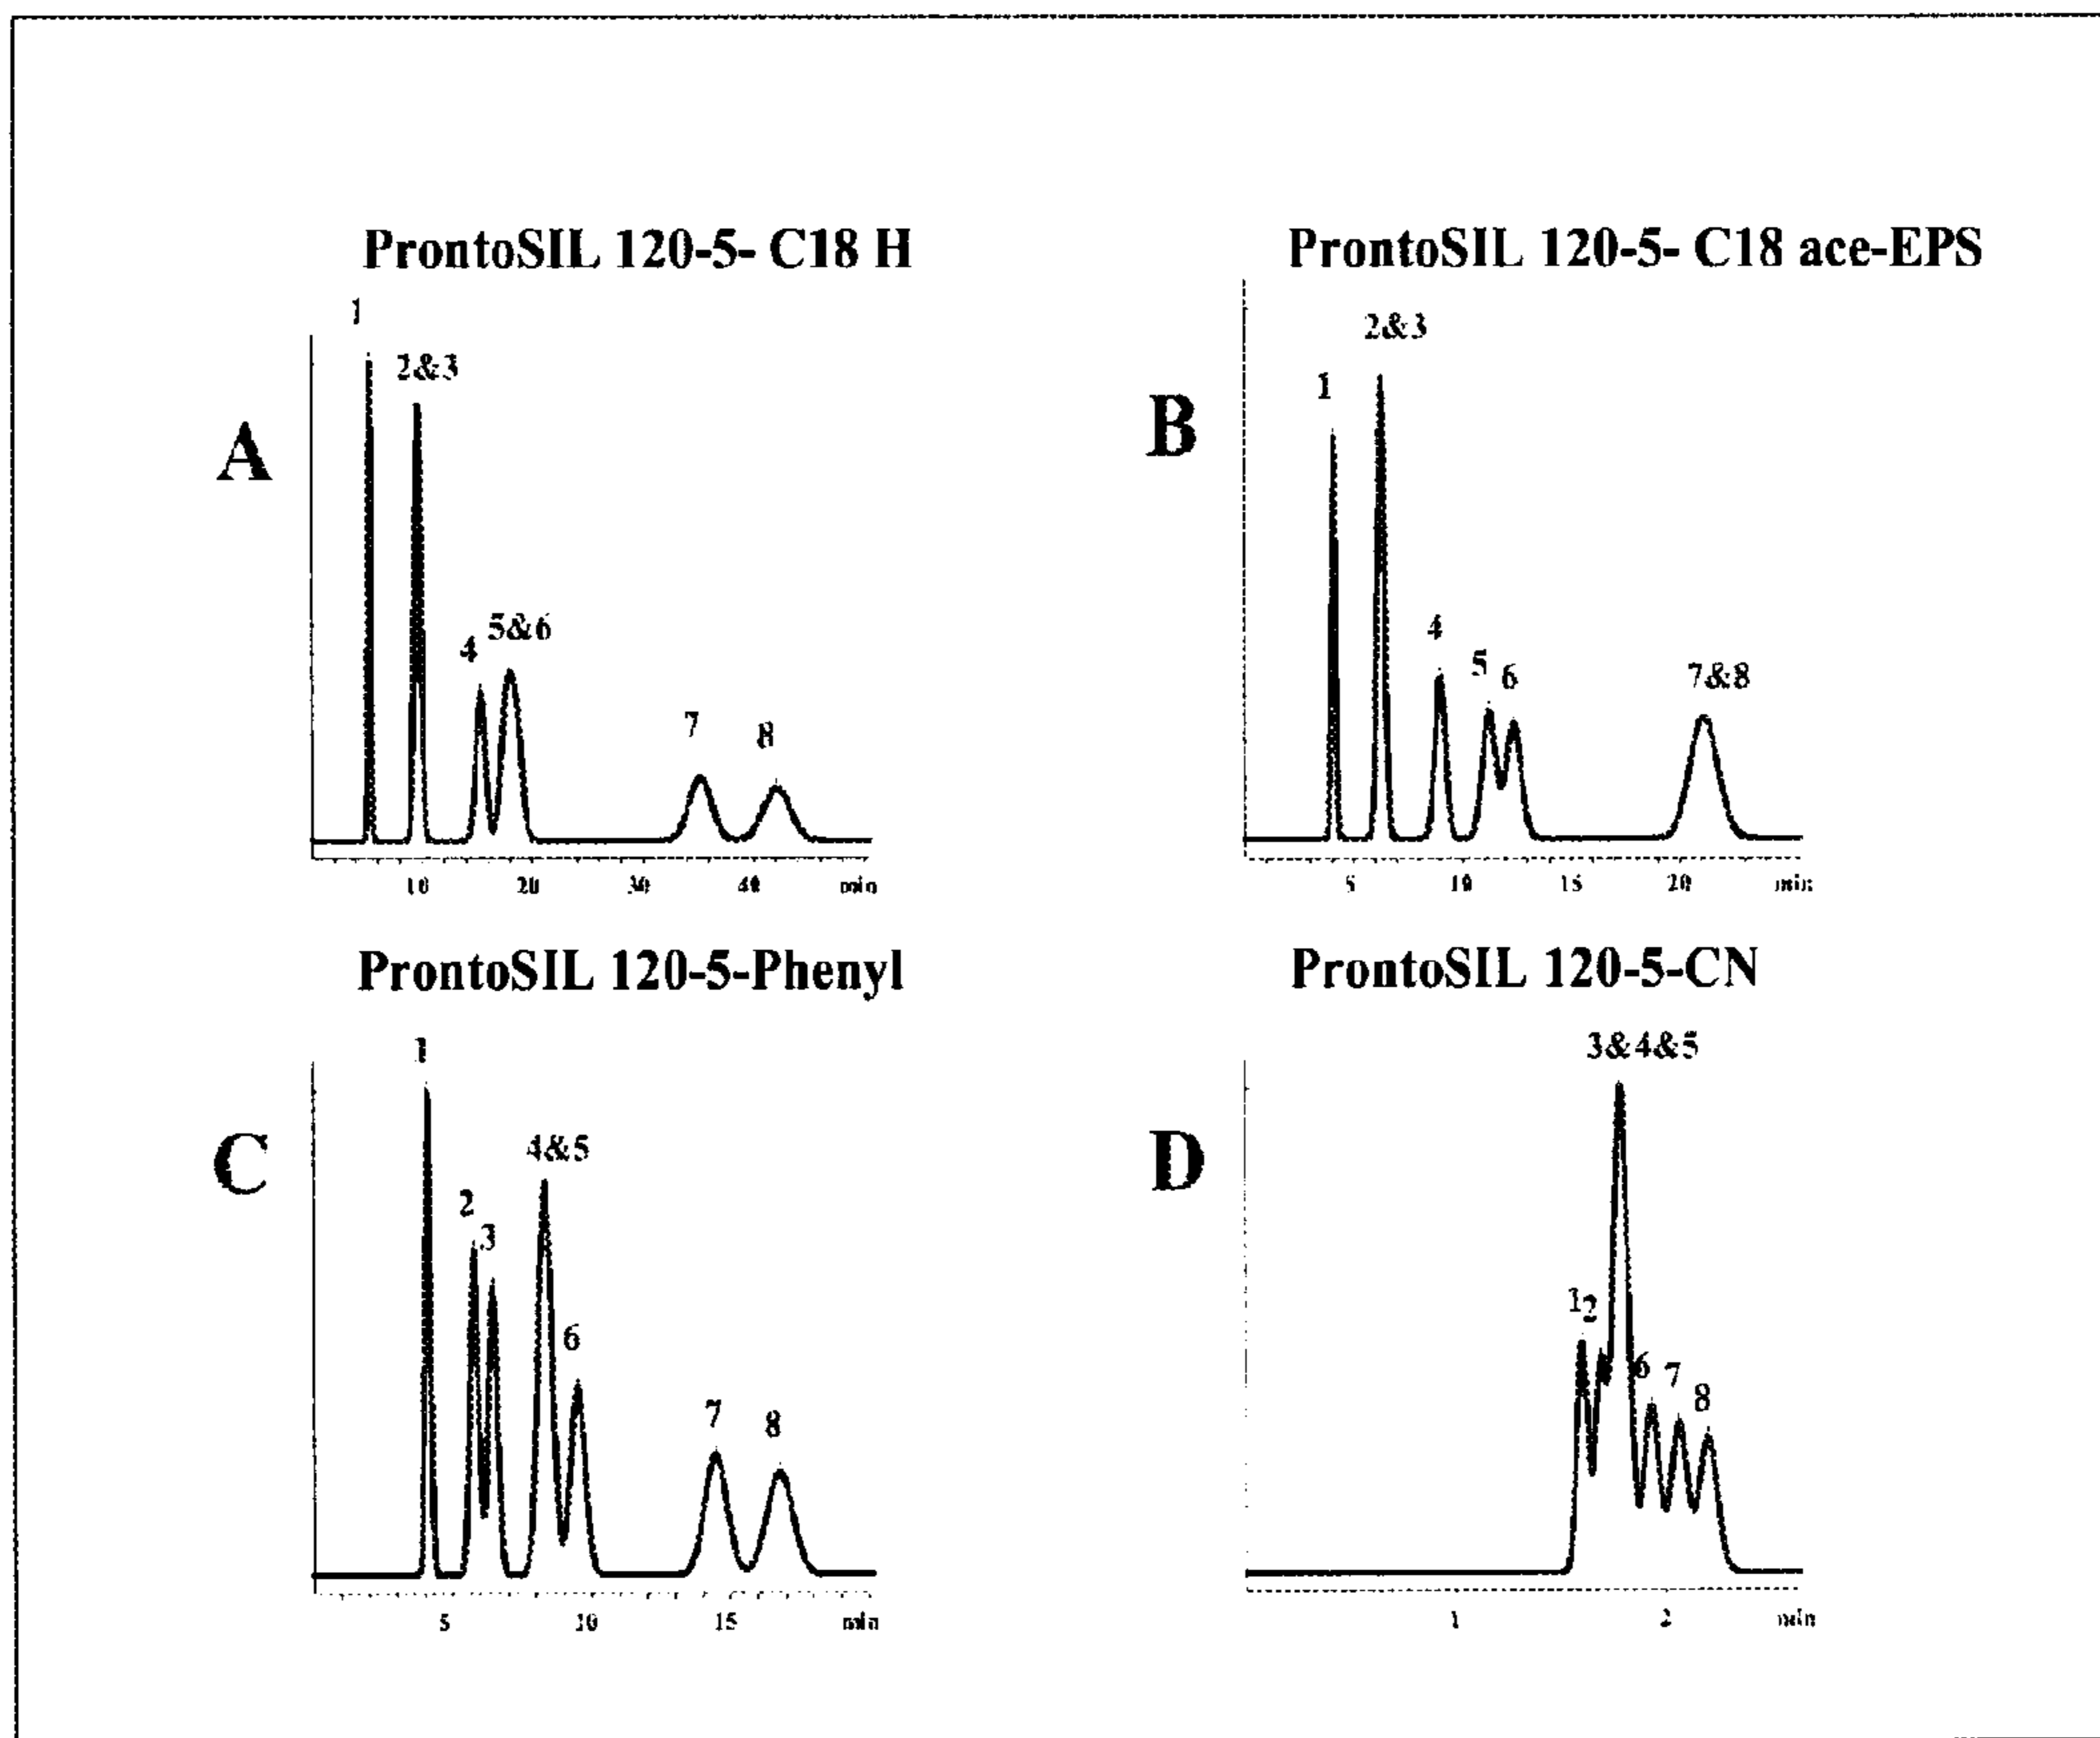 ProntoSIL 120-5- C18 H
1
2&3
A
4
5&6
7
8
10 20 30 40 min
ProntoSIL 120-5- C18 ace-EPS
2&3
1
B
4
5
6
7&8
5 10 15 20 min
ProntoSIL 120-5-Phenyl
1
4&5
C
2
3
6
7
8
5 10 15 min
ProntoSIL 120-5-CN
3&4&5
D
1
2
6
7
8
1 2 min